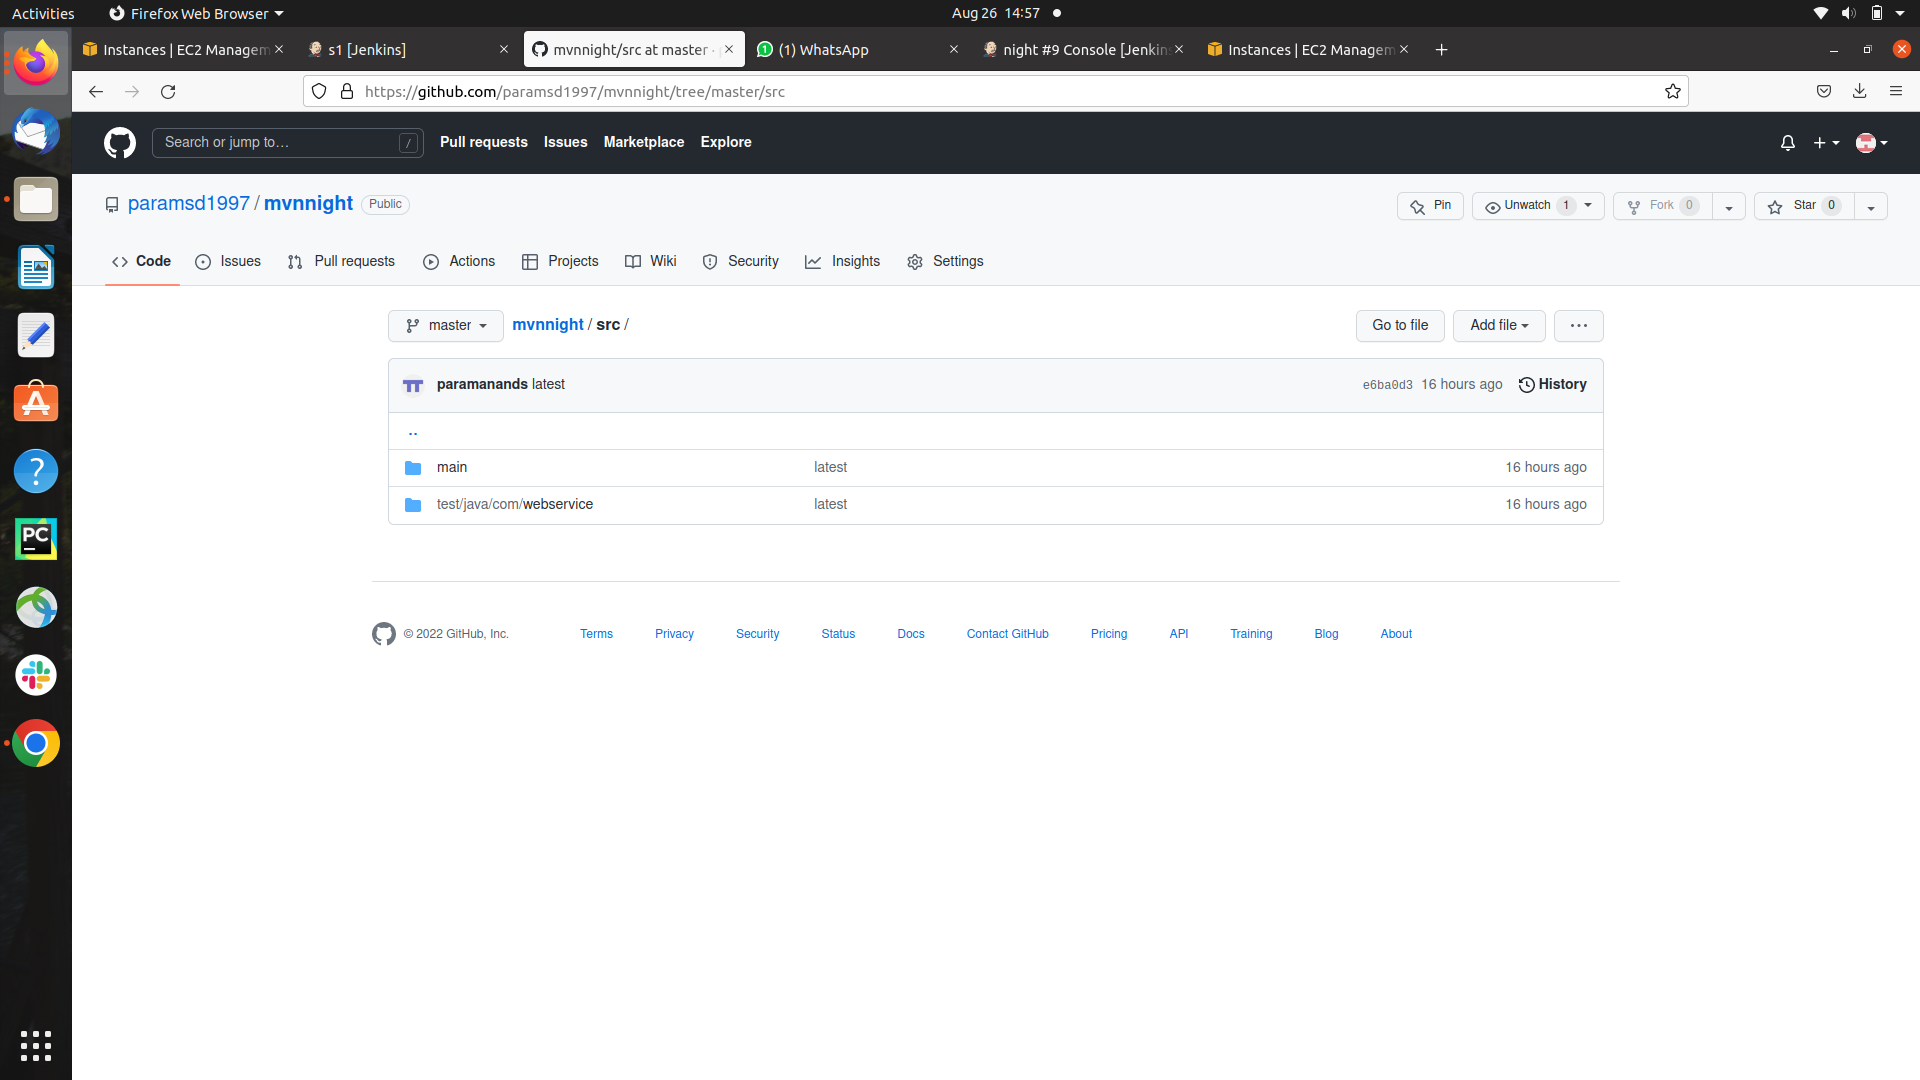 Activities Firefox Web Browser Aug 26 14:57
Instances | EC2 Managem s1 [Jenkins] mvnnight/src at master · (1) WhatsApp night #9 Console [Jenkins Instances | EC2 Managem
https://github.com/paramsd1997/mvnnight/tree/master/src
Search or jump to… / Pull requests Issues Marketplace Explore
paramsd1997 / mvnnight Public Pin Unwatch 1 Fork 0 Star 0
Code Issues Pull requests Actions Projects Wiki Security Insights Settings
master mvnnight / src / Go to file Add file ···
paramanands latest e6ba0d3 16 hours ago History
..
main latest 16 hours ago
test/java/com/webservice latest 16 hours ago
© 2022 GitHub, Inc. Terms Privacy Security Status Docs Contact GitHub Pricing API Training Blog About
PC